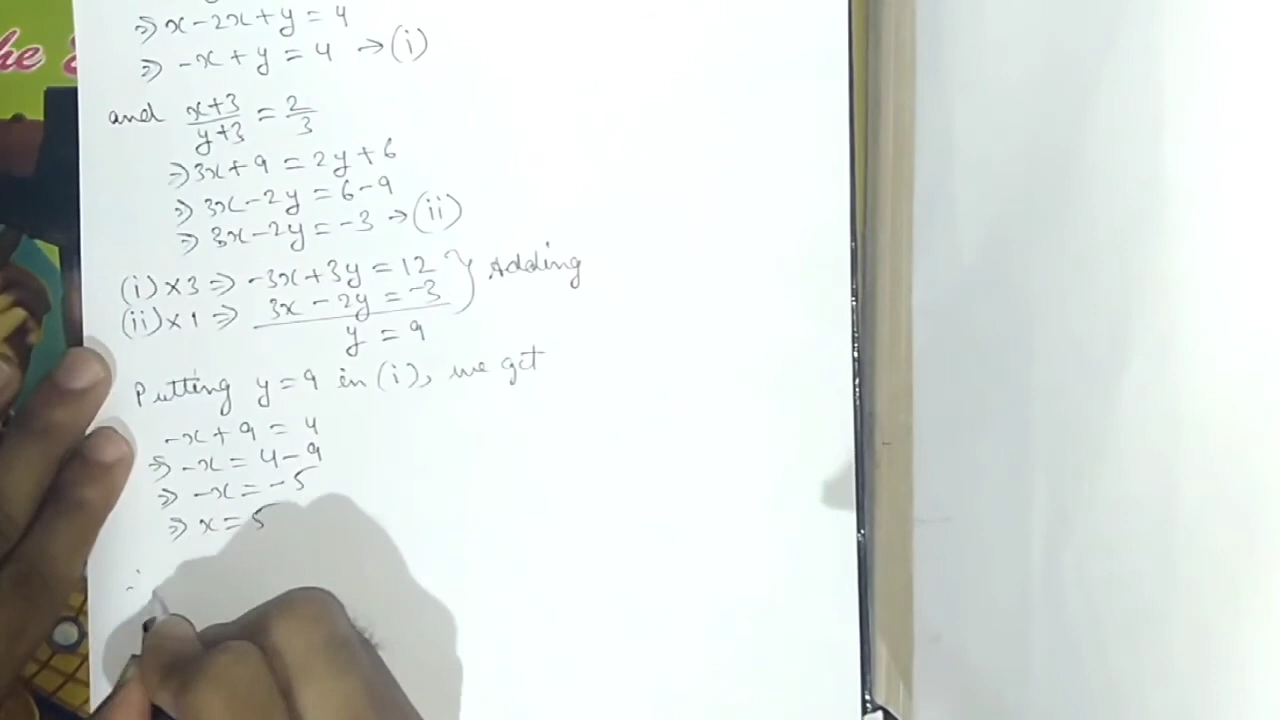 he
⇒ x-2x+y = 4
⇒ -x+y = 4 → (i)
and (x+3)/(y+3) = 2/3
⇒ 3x+9 = 2y+6
⇒ 3x-2y = 6-9
⇒ 3x-2y = -3 → (ii)
(i)×3 ⇒ -3x+3y = 12 } Adding
(ii)×1 ⇒ 3x-2y = -3
y = 9
Putting y=9 in (i), we get
-x+9 = 4
⇒ -x = 4-9
⇒ -x = -5
⇒ x = 5